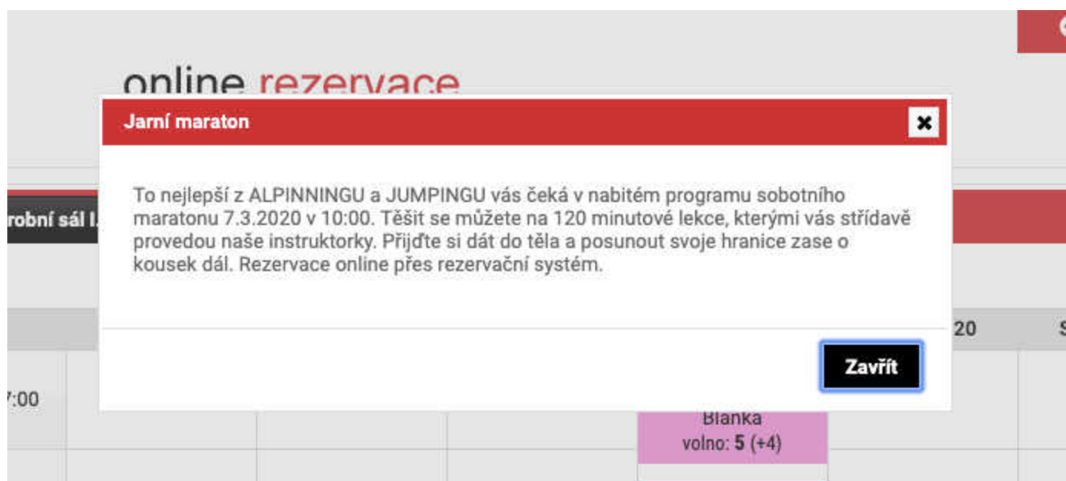 online rezervace
Jarní maraton
To nejlepší z ALPINNINGU a JUMPINGU vás čeká v nabitém programu sobotního
maratonu 7.3.2020 v 10:00. Těšit se můžete na 120 minutové lekce, kterými vás střídavě
provedou naše instruktorky. Přijďte si dát do těla a posunout svoje hranice zase o
kousek dál. Rezervace online přes rezervační systém.
sál I.
20
Zavřít
:00
Blanka
volno: 5 (+4)